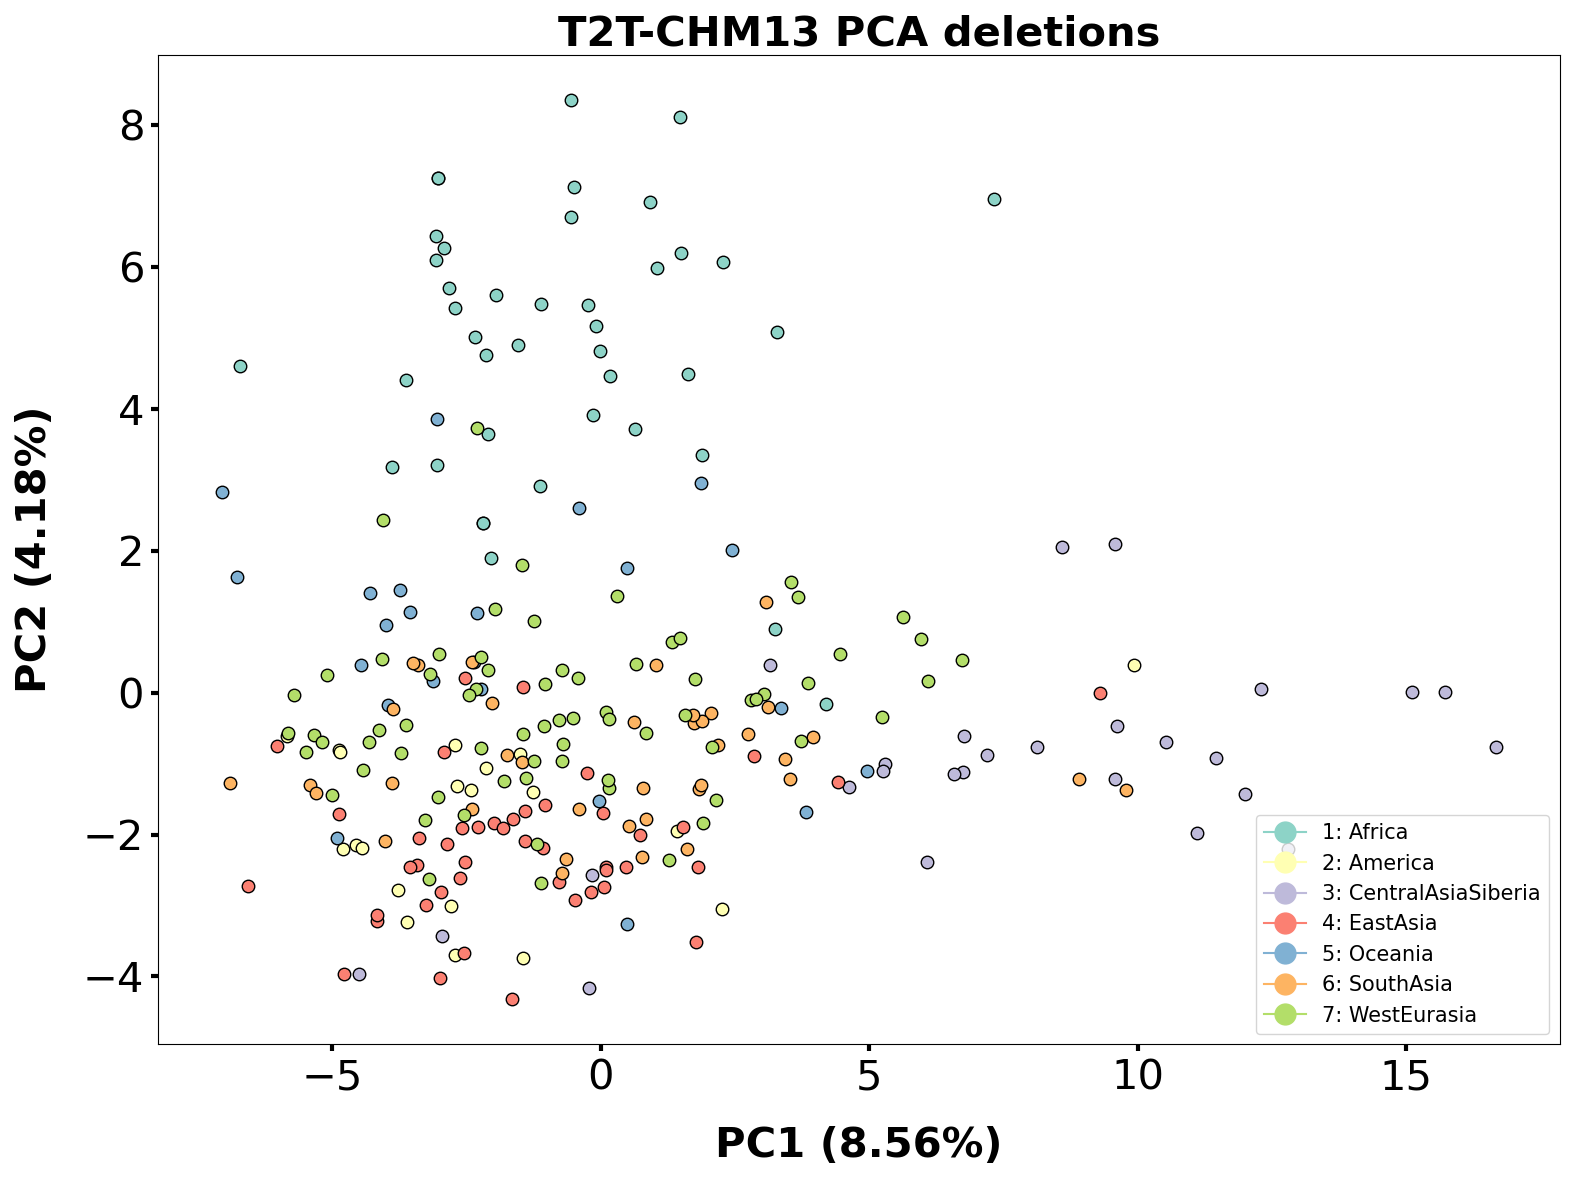 T2T-CHM13 PCA deletions
8
6
4
2
0
−2
−4
PC2 (4.18%)
1: Africa
2: America
3: CentralAsiaSiberia
4: EastAsia
5: Oceania
6: SouthAsia
7: WestEurasia
−5 0 5 10 15
PC1 (8.56%)